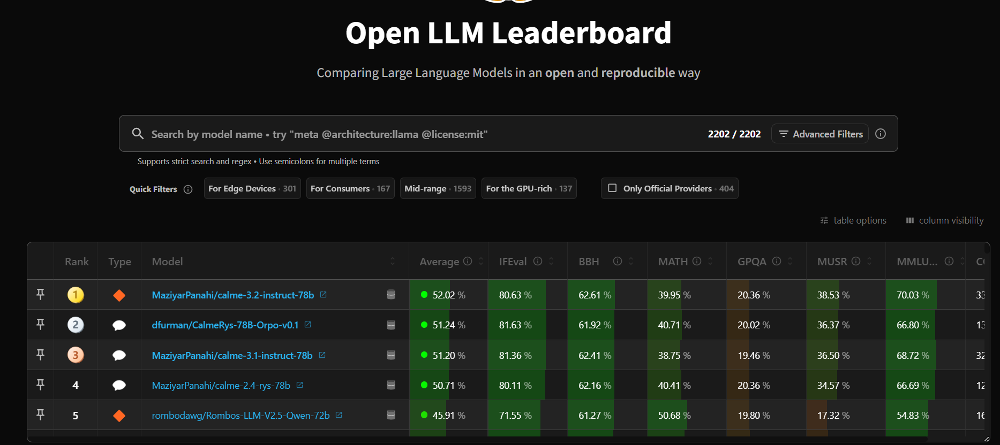 Open LLM Leaderboard
Comparing Large Language Models in an open and reproducible way
Search by model name • try "meta @architecture:llama @license:mit" 2202 / 2202 Advanced Filters
Supports strict search and regex • Use semicolons for multiple terms
Quick Filters For Edge Devices • 301 For Consumers • 167 Mid-range • 1593 For the GPU-rich • 137 Only Official Providers • 404
table options column visibility
Rank Type Model Average IFEval BBH MATH GPQA MUSR MMLU...
1 MaziyarPanahi/calme-3.2-instruct-78b 52.02 % 80.63 % 62.61 % 39.95 % 20.36 % 38.53 % 70.03 % 33
2 dfurman/CalmeRys-78B-Orpo-v0.1 51.24 % 81.63 % 61.92 % 40.71 % 20.02 % 36.37 % 66.80 % 13
3 MaziyarPanahi/calme-3.1-instruct-78b 51.20 % 81.36 % 62.41 % 38.75 % 19.46 % 36.50 % 68.72 % 32
4 MaziyarPanahi/calme-2.4-rys-78b 50.71 % 80.11 % 62.16 % 40.41 % 20.36 % 34.57 % 66.69 % 12
5 rombodawg/Rombos-LLM-V2.5-Qwen-72b 45.91 % 71.55 % 61.27 % 50.68 % 19.80 % 17.32 % 54.83 % 16